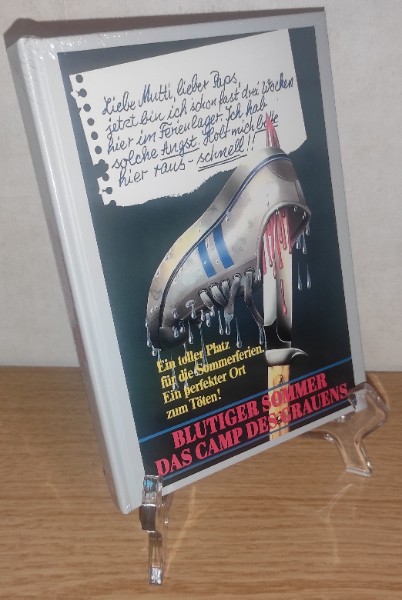 Liebe Mutti, lieber Paps,
jetzt bin ich schon fast drei Wochen
hier im Ferienlager. Ich hab
solche Angst. Holt mich bitte
hier raus - schnell!!
Ein toller Platz
für die Sommerferien.
Ein perfekter Ort
zum Töten!
BLUTIGER SOMMER
DAS CAMP DES GRAUENS